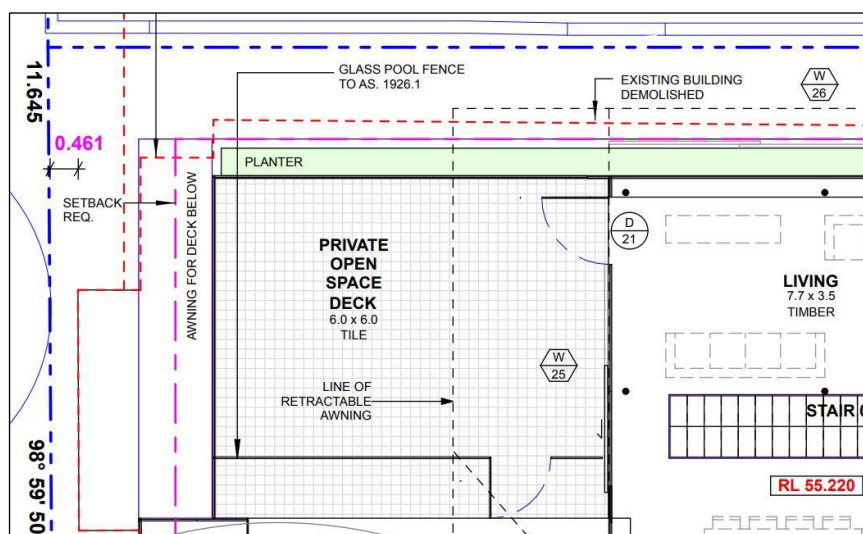 GLASS POOL FENCE
TO AS. 1926.1
EXISTING BUILDING
DEMOLISHED
W
26
11.645
0.461
PLANTER
SETBACK
REQ.
AWNING FOR DECK BELOW
PRIVATE
OPEN
SPACE
DECK
6.0 x 6.0
TILE
D
21
LIVING
7.7 x 3.5
TIMBER
W
25
LINE OF
RETRACTABLE
AWNING
STAIR
RL 55.220
98° 59' 50